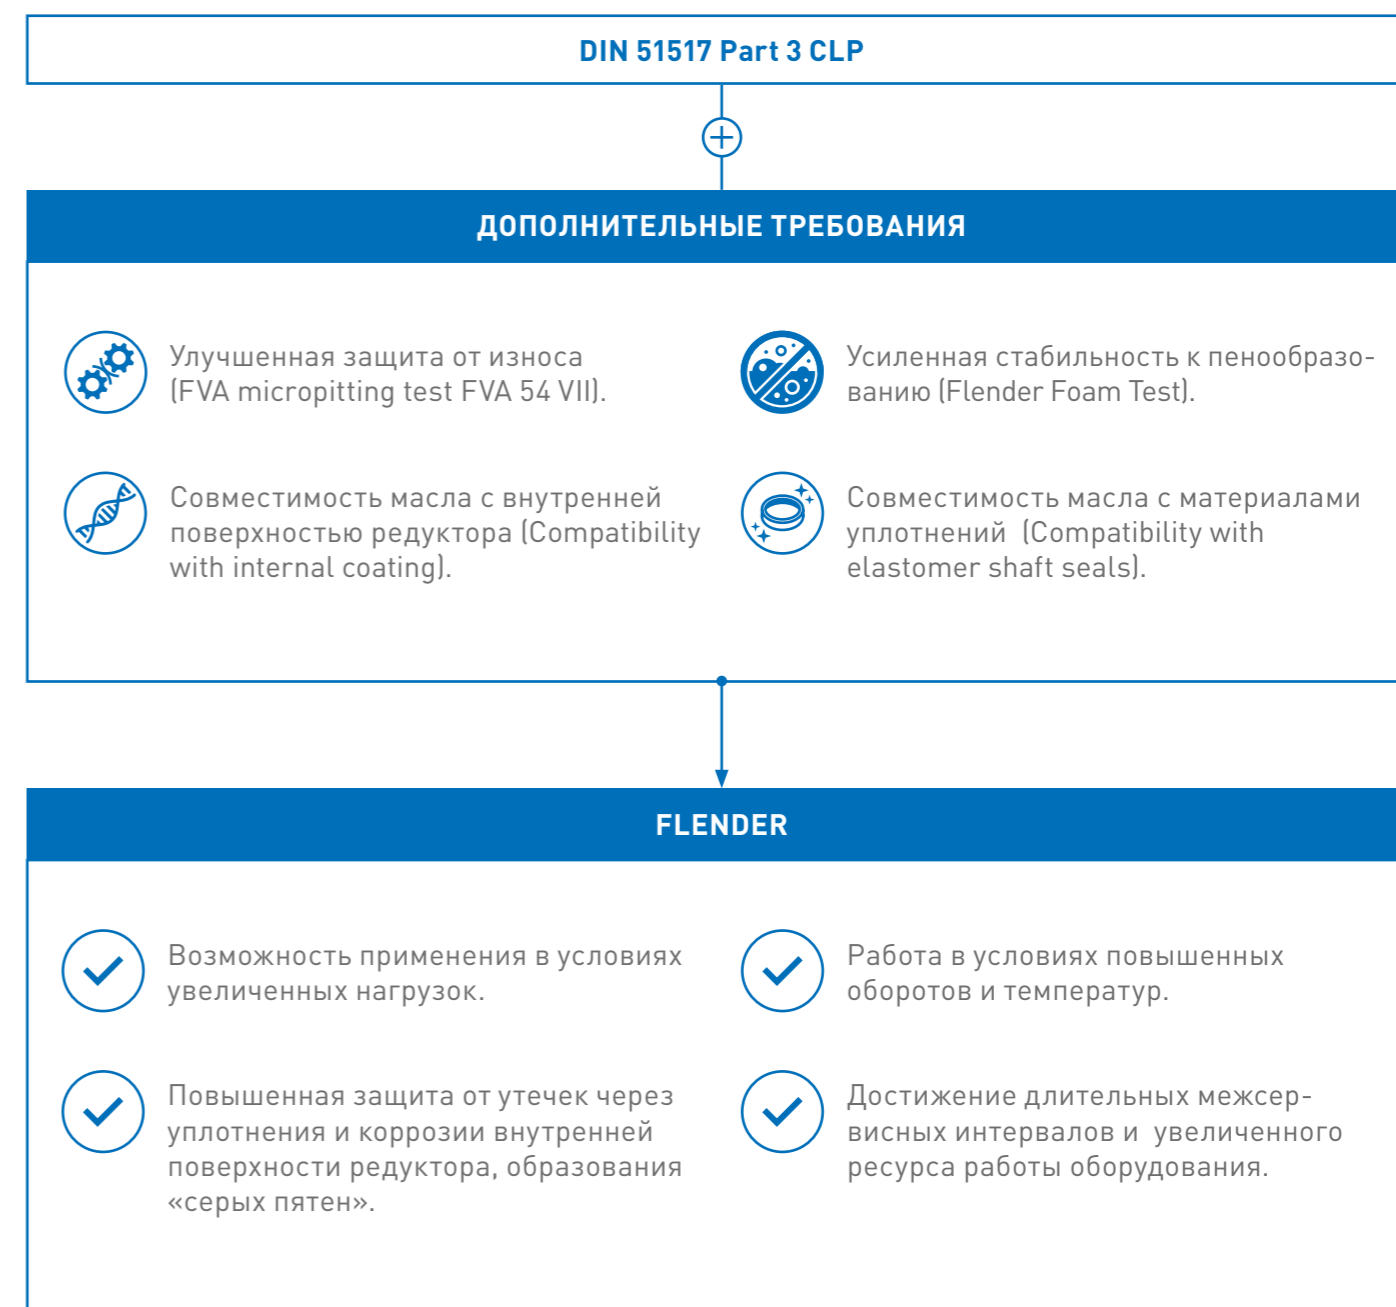 DIN 51517 Part 3 CLP
ДОПОЛНИТЕЛЬНЫЕ ТРЕБОВАНИЯ
Улучшенная защита от износа
(FVA micropitting test FVA 54 VII).
Усиленная стабильность к пенообразо-
ванию (Flender Foam Test).
Совместимость масла с внутренней
поверхностью редуктора (Compatibility
with internal coating).
Совместимость масла с материалами
уплотнений (Compatibility with
elastomer shaft seals).
FLENDER
Возможность применения в условиях
увеличенных нагрузок.
Работа в условиях повышенных
оборотов и температур.
Повышенная защита от утечек через
уплотнения и коррозии внутренней
поверхности редуктора, образования
«серых пятен».
Достижение длительных межсер-
висных интервалов и увеличенного
ресурса работы оборудования.